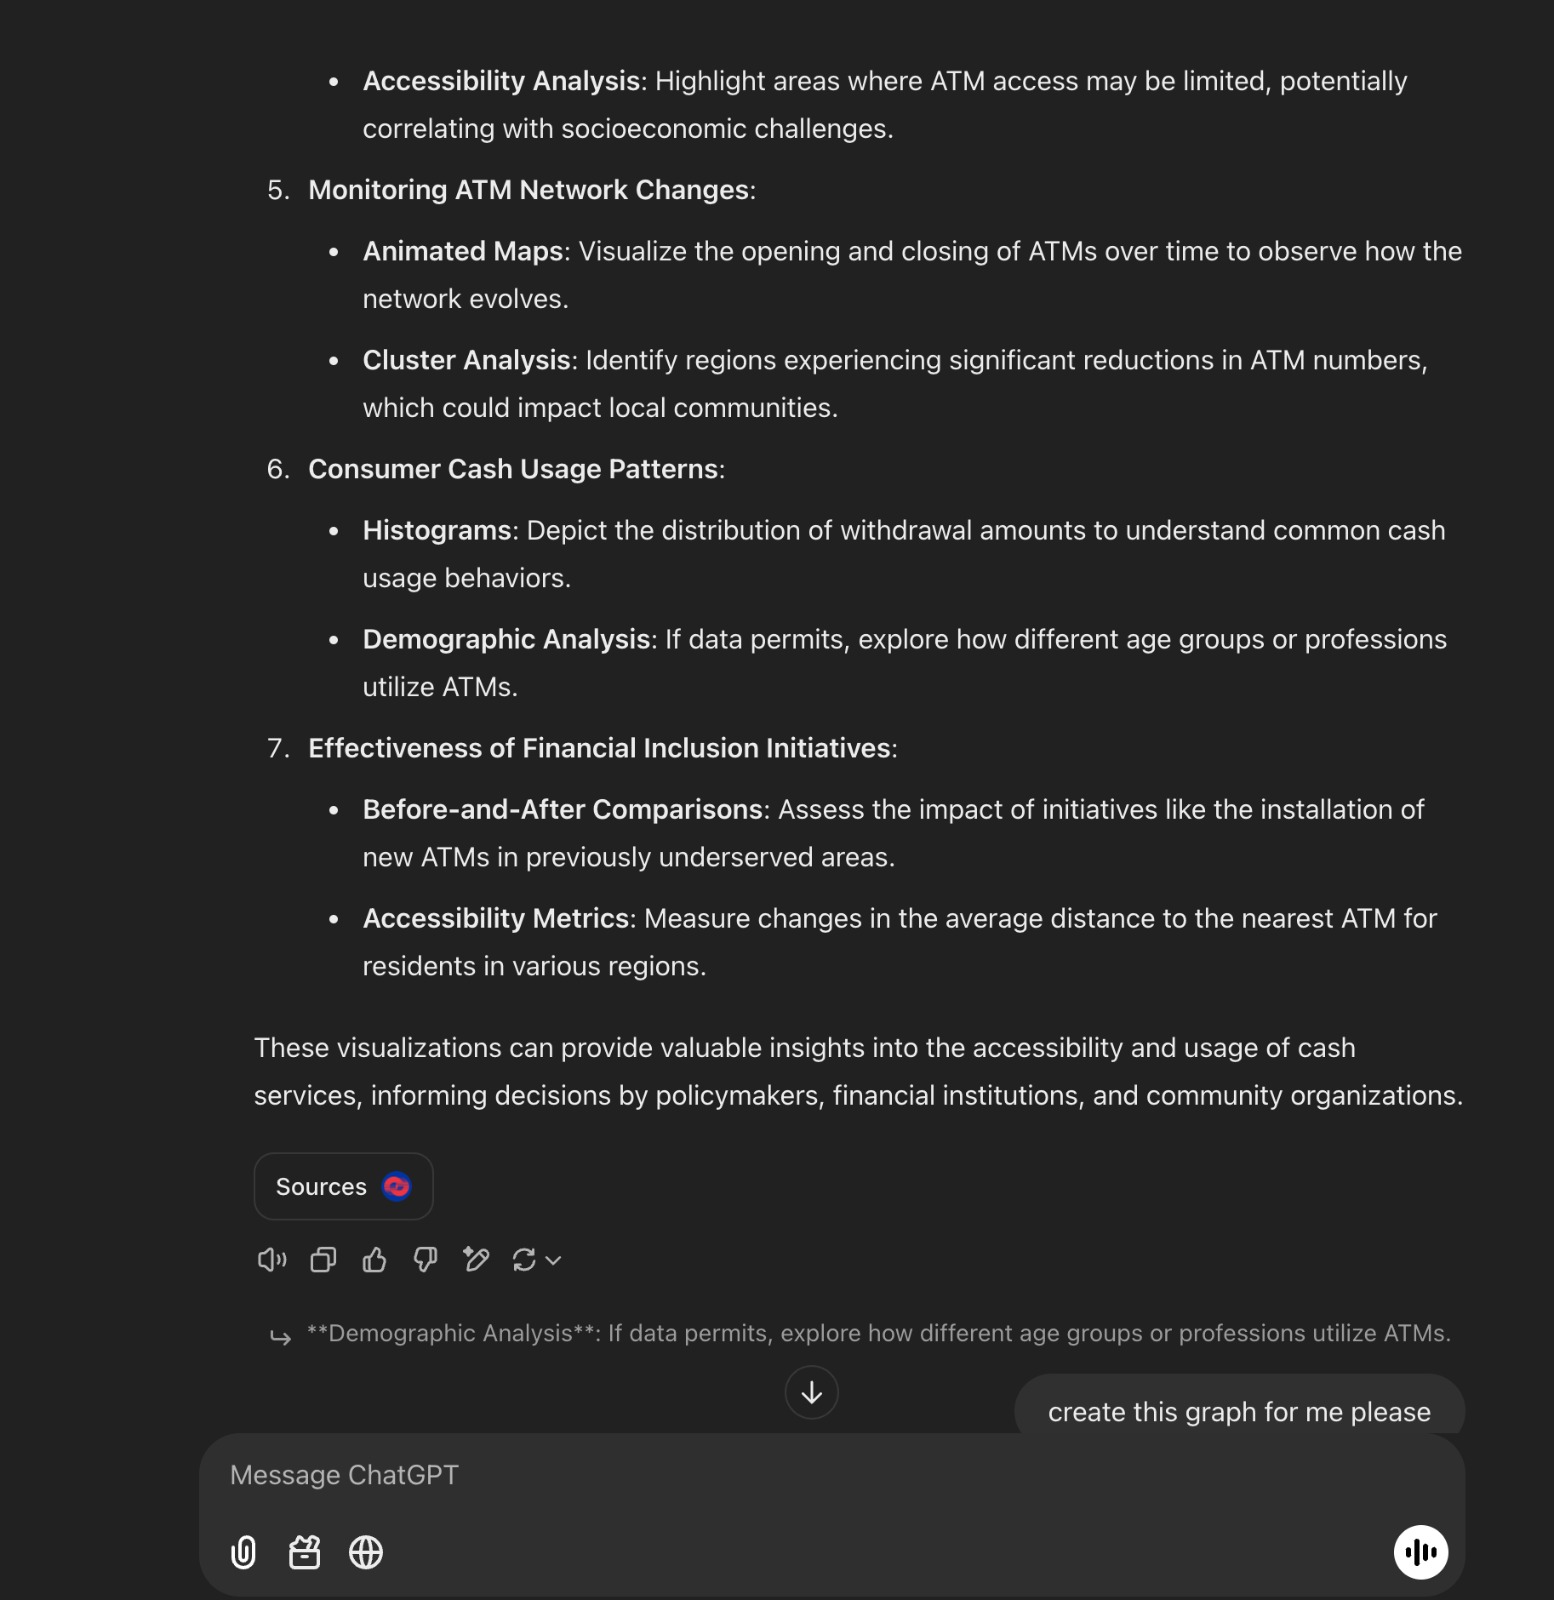 • Accessibility Analysis: Highlight areas where ATM access may be limited, potentially
correlating with socioeconomic challenges.
5. Monitoring ATM Network Changes:
• Animated Maps: Visualize the opening and closing of ATMs over time to observe how the
network evolves.
• Cluster Analysis: Identify regions experiencing significant reductions in ATM numbers,
which could impact local communities.
6. Consumer Cash Usage Patterns:
• Histograms: Depict the distribution of withdrawal amounts to understand common cash
usage behaviors.
• Demographic Analysis: If data permits, explore how different age groups or professions
utilize ATMs.
7. Effectiveness of Financial Inclusion Initiatives:
• Before-and-After Comparisons: Assess the impact of initiatives like the installation of
new ATMs in previously underserved areas.
• Accessibility Metrics: Measure changes in the average distance to the nearest ATM for
residents in various regions.
These visualizations can provide valuable insights into the accessibility and usage of cash
services, informing decisions by policymakers, financial institutions, and community organizations.
Sources
**Demographic Analysis**: If data permits, explore how different age groups or professions utilize ATMs.
create this graph for me please
Message ChatGPT